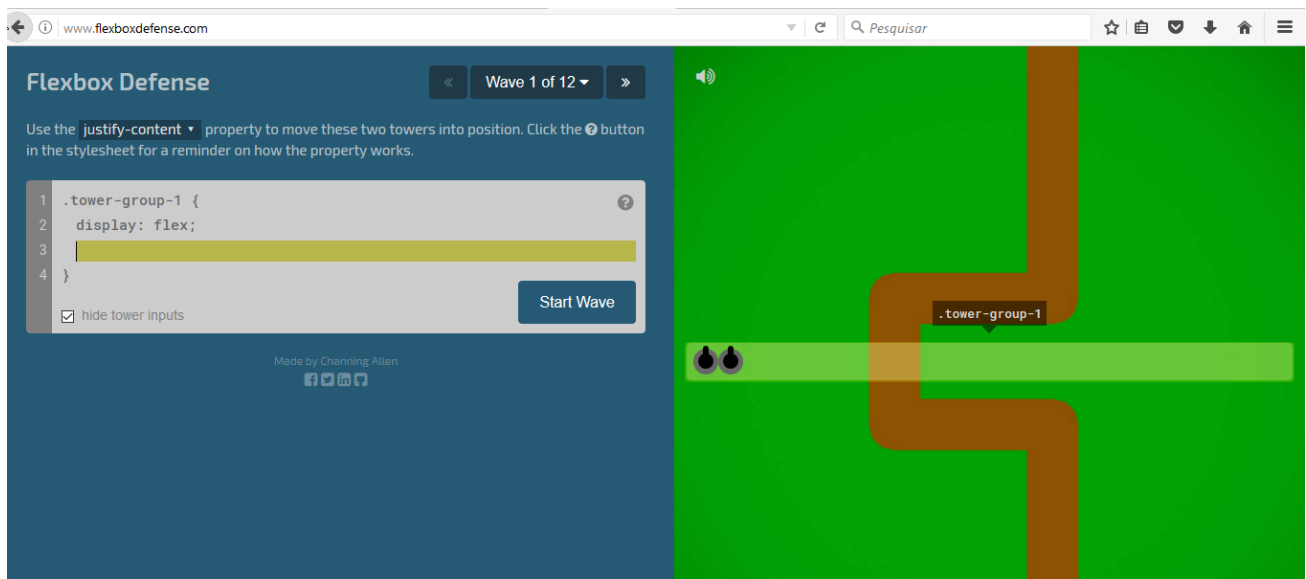 www.flexboxdefense.com
Pesquisar
Flexbox Defense
« Wave 1 of 12 »
Use the justify-content property to move these two towers into position. Click the ? button
in the stylesheet for a reminder on how the property works.
1 .tower-group-1 {
?
2 display: flex;
3
4 }
hide tower inputs
Start Wave
Made by Channing Allen
.tower-group-1